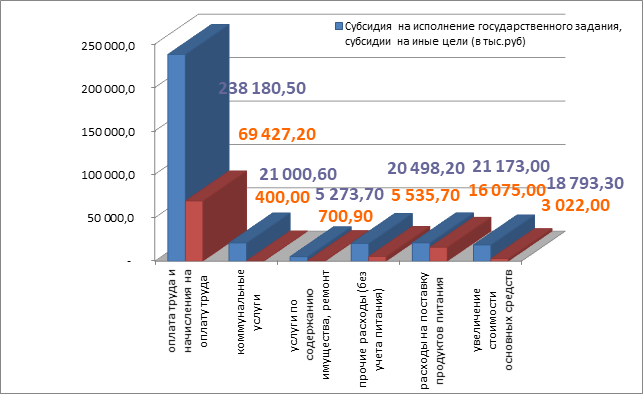 Субсидия на исполнение государственного задания,
субсидии на иные цели (в тыс.руб)
250 000,0
200 000,0
150 000,0
100 000,0
50 000,0
-
238 180,50
69 427,20
21 000,60
400,00
5 273,70
700,90
20 498,20
5 535,70
21 173,00
16 075,00
18 793,30
3 022,00
оплата труда и
начисления на
оплату труда
коммунальные
услуги
услуги по
содержанию
имущества, ремонт
прочие расходы (без
учета питания)
расходы на поставку
продуктов питания
увеличение
стоимости
основных средств